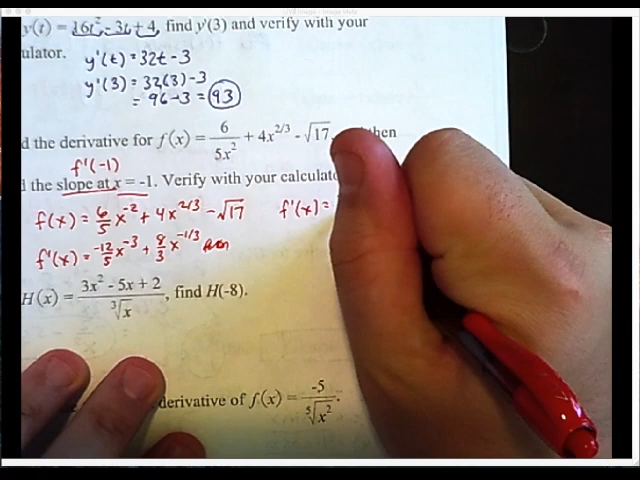 y(t) = 16t² - 3t + 4, find y'(3) and verify with your
ulator.
y'(t) = 32t - 3
y'(3) = 32(3) - 3
= 96 - 3 = 93
d the derivative for f(x) = 6/5x² + 4x^{2/3} - √17, then
f'(-1)
d the slope at x = -1. Verify with your calculato
f(x) = 6/5 x^{-2} + 4x^{2/3} - √17 f'(x) =
f'(x) = -12/5 x^{-3} + 8/3 x^{-1/3}
H(x) = 3x² - 5x + 2/∛x, find H(-8).
derivative of f(x) = -5/⁵√x².